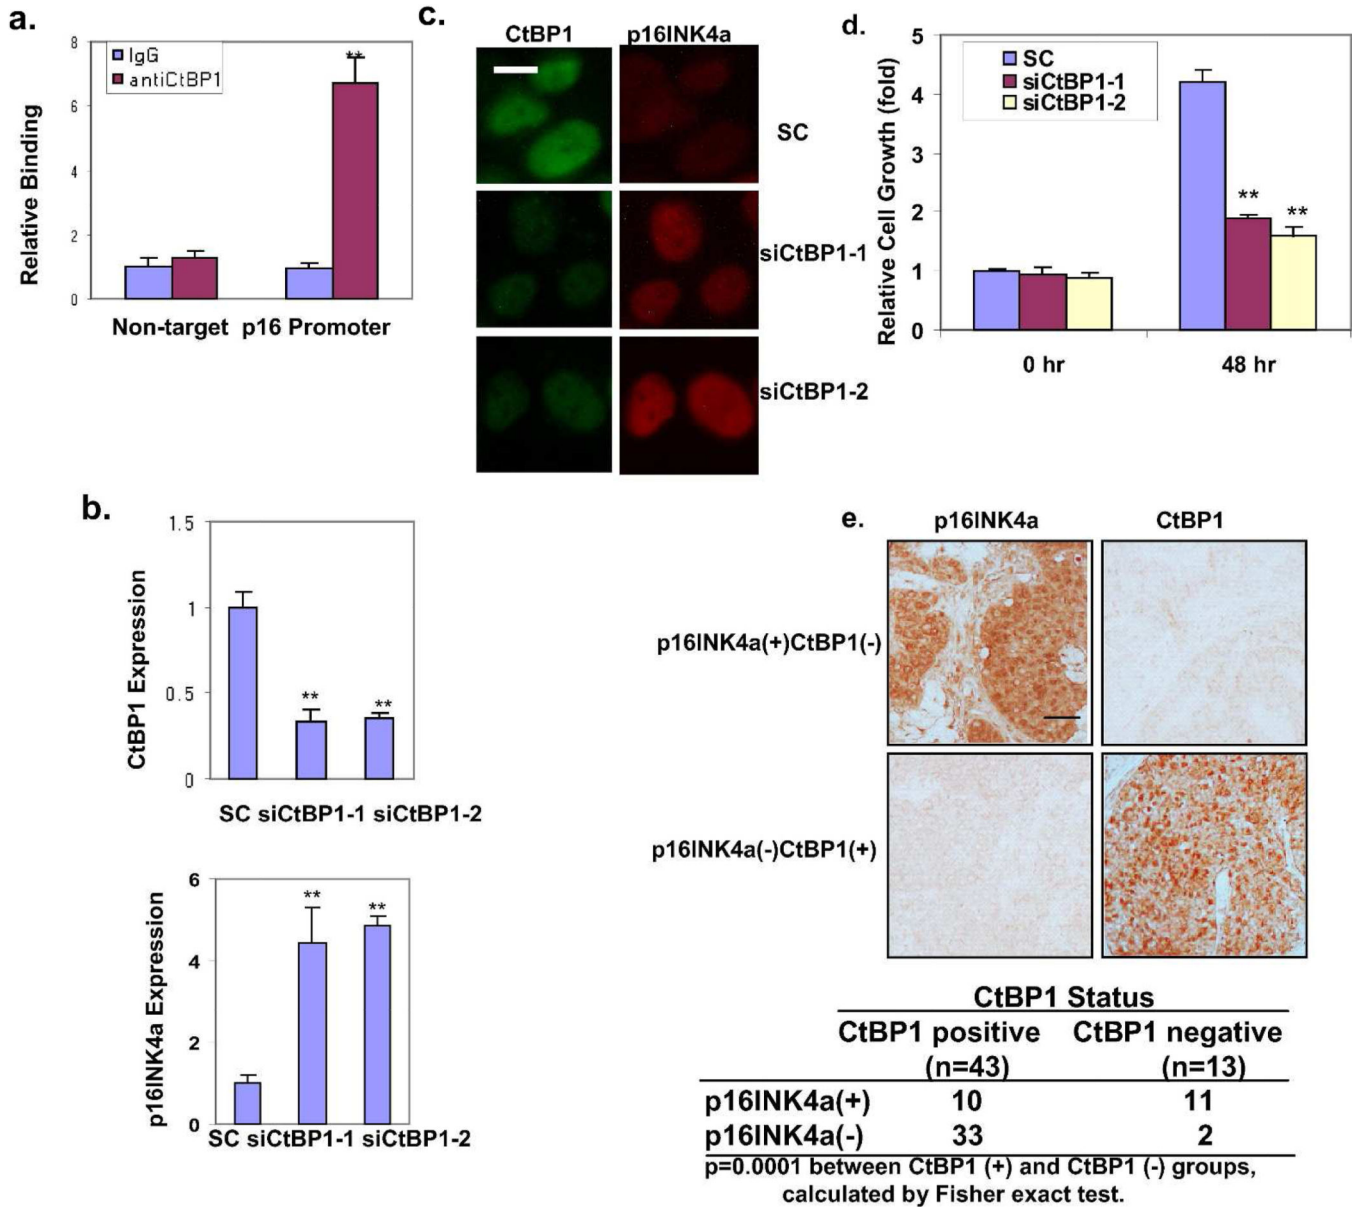 a.
8
6
4
2
0
IgG
antiCtBP1
**
Relative Binding
Non-target p16 Promoter
c.
CtBP1 p16INK4a
SC
siCtBP1-1
siCtBP1-2
d.
5
4
3
2
1
0
SC
siCtBP1-1
siCtBP1-2
**
**
Relative Cell Growth (fold)
0 hr 48 hr
b.
1.5
1
0.5
0
**
**
CtBP1 Expression
SC siCtBP1-1 siCtBP1-2
6
4
2
0
**
**
p16INK4a Expression
SC siCtBP1-1 siCtBP1-2
e.
p16INK4a CtBP1
p16INK4a(+)CtBP1(-)
p16INK4a(-)CtBP1(+)
CtBP1 Status
CtBP1 positive CtBP1 negative
(n=43) (n=13)
p16INK4a(+) 10 11
p16INK4a(-) 33 2
p=0.0001 between CtBP1 (+) and CtBP1 (-) groups,
calculated by Fisher exact test.